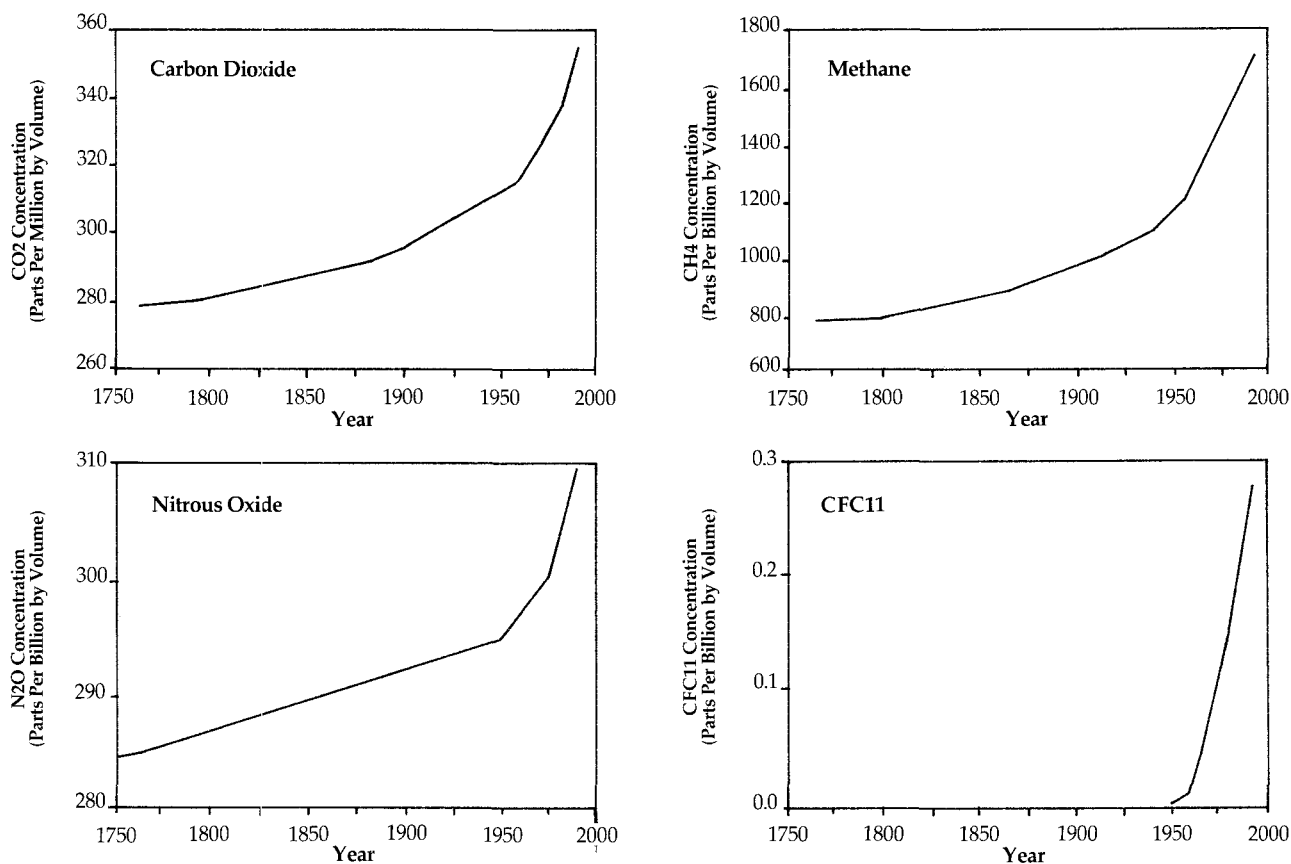 360
340
320
300
280
260
CO2 Concentration
(Parts Per Million by Volume)
Carbon Dioxide
1750 1800 1850 1900 1950 2000
Year
1800
1600
1400
1200
1000
800
600
CH4 Concentration
(Parts Per Billion by Volume)
Methane
1750 1800 1850 1900 1950 2000
Year
310
300
290
280
N2O Concentration
(Parts Per Billion by Volume)
Nitrous Oxide
1750 1800 1850 1900 1950 2000
Year
0.3
0.2
0.1
0.0
CFC11 Concentration
(Parts Per Billion by Volume)
CFC11
1750 1800 1850 1900 1950 2000
Year